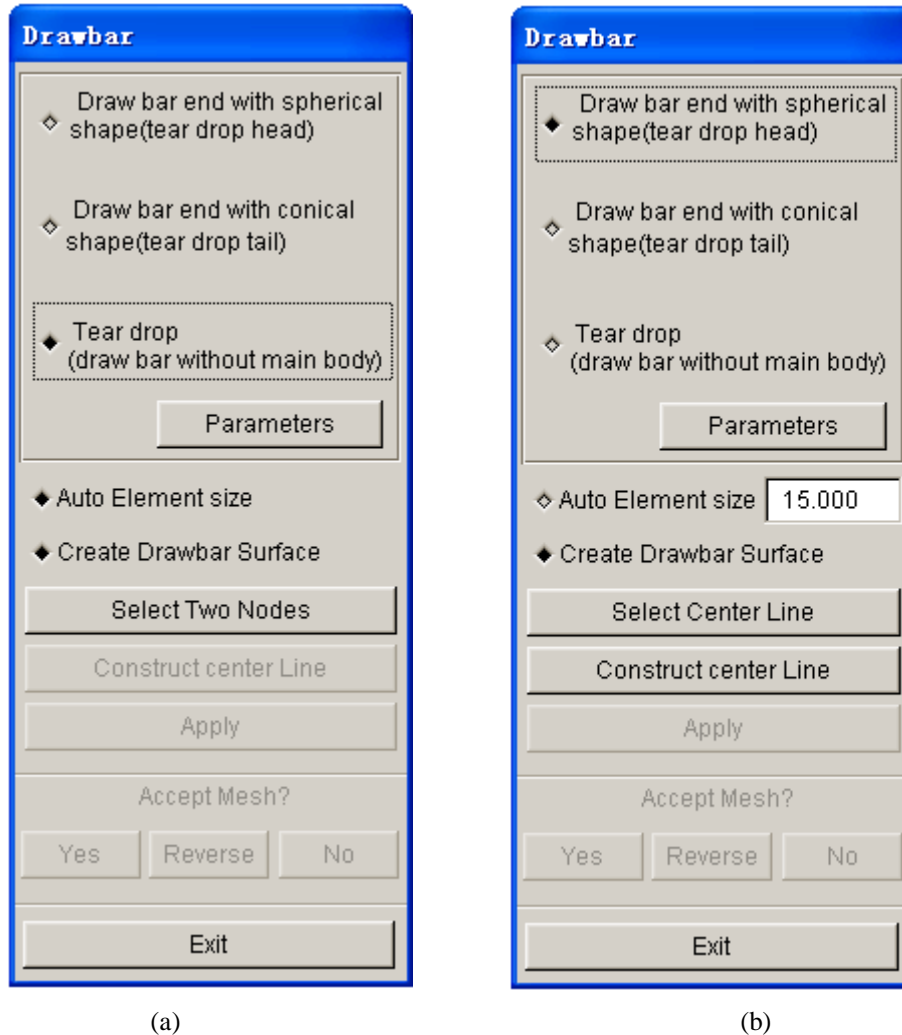 Drawbar
Draw bar end with spherical
shape(tear drop head)
Draw bar end with conical
shape(tear drop tail)
Tear drop
(draw bar without main body)
Parameters
Auto Element size
Create Drawbar Surface
Select Two Nodes
Construct center Line
Apply
Accept Mesh?
Yes Reverse No
Exit
(a)
Drawbar
Draw bar end with spherical
shape(tear drop head)
Draw bar end with conical
shape(tear drop tail)
Tear drop
(draw bar without main body)
Parameters
Auto Element size 15.000
Create Drawbar Surface
Select Center Line
Construct center Line
Apply
Accept Mesh?
Yes Reverse No
Exit
(b)